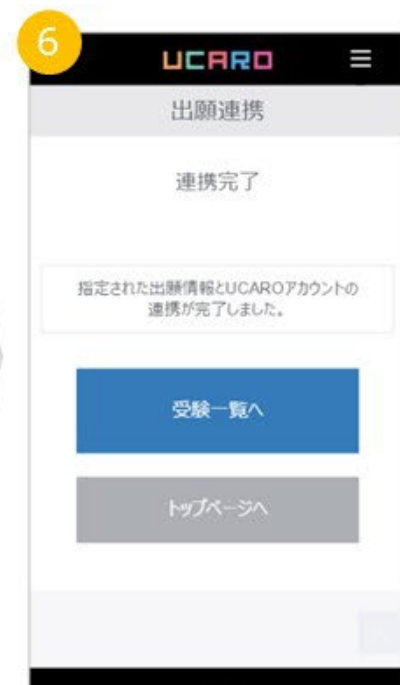 6
UCARO
出願連携
連携完了
指定された出願情報とUCAROアカウントの
連携が完了しました。
受験一覧へ
トップページへ